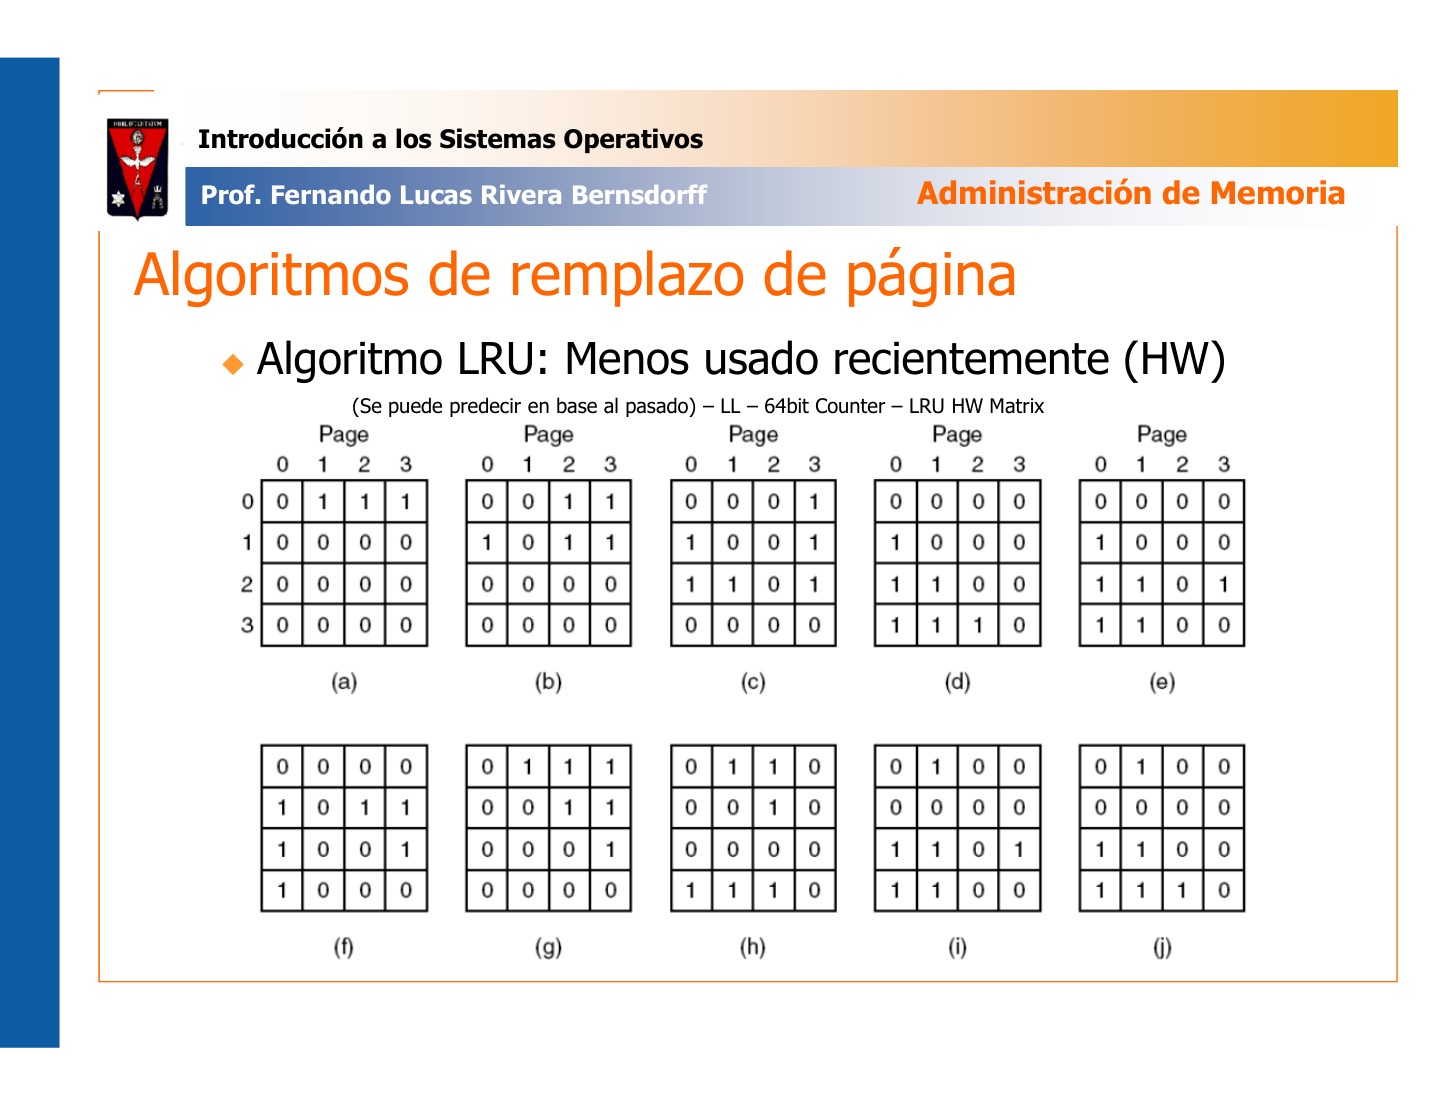 Introducción a los Sistemas Operativos
Prof. Fernando Lucas Rivera Bernsdorff
Administración de Memoria
Algoritmos de remplazo de página
Algoritmo LRU: Menos usado recientemente (HW)
(Se puede predecir en base al pasado) – LL – 64bit Counter – LRU HW Matrix
Page Page Page Page Page
0 1 2 3 0 1 2 3 0 1 2 3 0 1 2 3 0 1 2 3
0 0 1 1 1 0 0 1 1 0 0 0 1 0 0 0 0 0 0 0 0
1 0 0 0 0 1 0 1 1 1 0 0 1 1 0 0 0 1 0 0 0
2 0 0 0 0 0 0 0 0 1 1 0 1 1 1 0 0 1 1 0 1
3 0 0 0 0 0 0 0 0 0 0 0 0 1 1 1 0 1 1 0 0
(a) (b) (c) (d) (e)
0 0 0 0 0 1 1 1 0 1 1 0 0 1 0 0 0 1 0 0
1 0 1 1 0 0 1 1 0 0 1 0 0 0 0 0 0 0 0 0
1 0 0 1 0 0 0 1 0 0 0 0 1 1 0 1 1 1 0 0
1 0 0 0 0 0 0 0 1 1 1 0 1 1 0 0 1 1 1 0
(f) (g) (h) (i) (j)